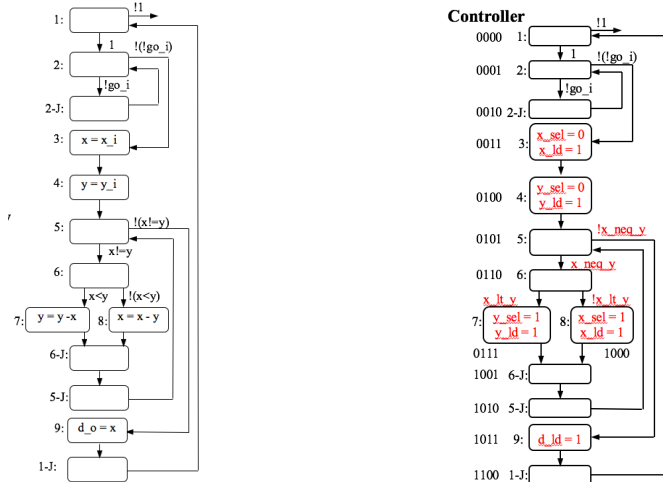 1: !1
1
2: !(!go_i)
!go_i
2-J:
3: x = x_i
4: y = y_i
5: !(x!=y)
x!=y
6:
x<y !(x<y)
7: y = y -x 8: x = x - y
6-J:
5-J:
9: d_o = x
1-J:
Controller
0000 1: !1
1
0001 2: !(!go_i)
!go_i
0010 2-J:
0011 3: x_sel = 0
x_ld = 1
0100 4: y_sel = 0
y_ld = 1
0101 5: !x_neq_y
x_neq_y
0110 6:
x_lt_y !x_lt_y
7: y_sel = 1 8: x_sel = 1
y_ld = 1 x_ld = 1
0111 1000
1001 6-J:
1010 5-J:
1011 9: d_ld = 1
1100 1-J: